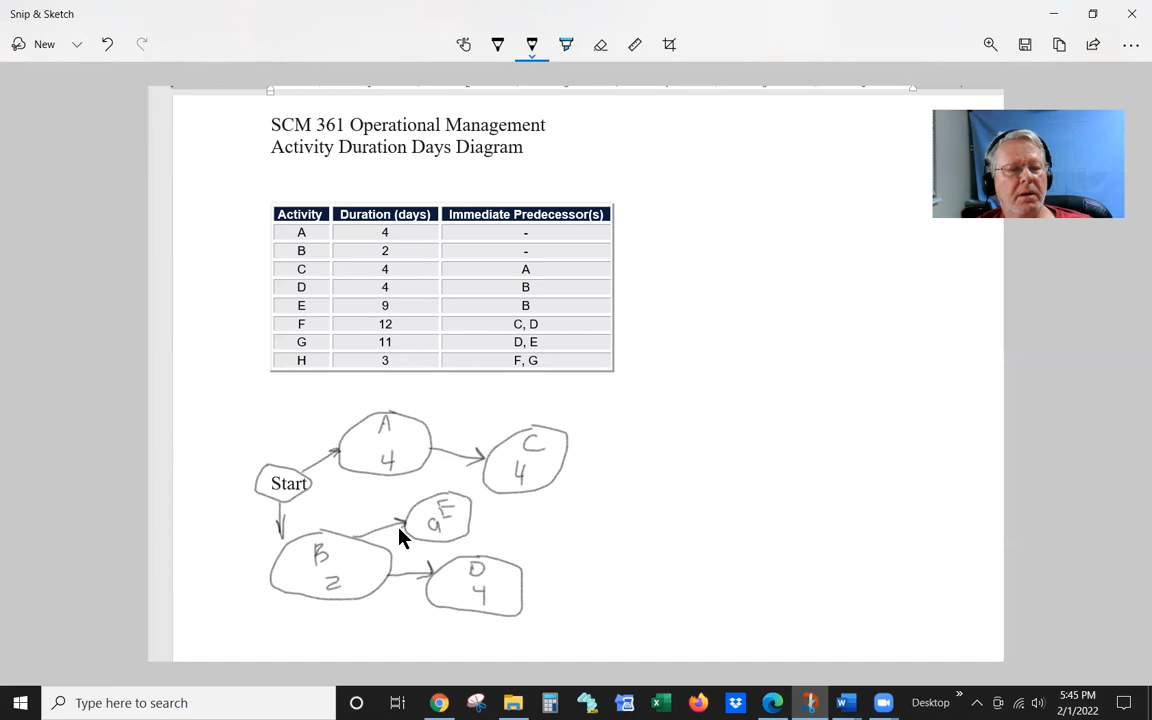 Snip & Sketch
New
SCM 361 Operational Management
Activity Duration Days Diagram
Activity Duration (days) Immediate Predecessor(s)
A 4 -
B 2 -
C 4 A
D 4 B
E 9 B
F 12 C, D
G 11 D, E
H 3 F, G
A
4
C
4
Start
E
9
B
2
D
4
Type here to search
Desktop
5:45 PM
2/1/2022